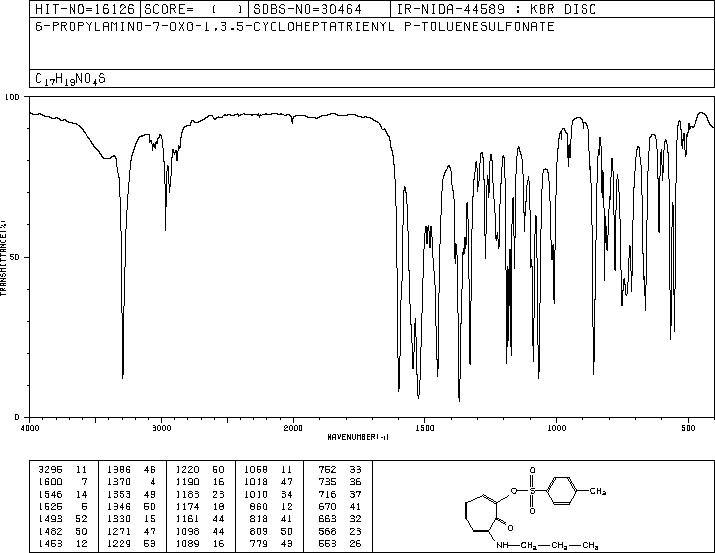 HIT-NO=16126 SCORE= ( ) SDBS-NO=30464 IR-NIDA-44589 : KBR DISC
6-PROPYLAMINO-7-OXO-1,3,5-CYCLOHEPTATRIENYL P-TOLUENESULFONATE
C17H19NO4S
100
50
0
TRANSMITTANCE(%)
4000 3000 2000 1500 1000 500
WAVENUMBER(-1)
3295 11 1386 46 1220 50 1068 11 752 33
1600 7 1370 4 1190 16 1018 47 735 36
1546 14 1353 49 1183 23 1010 34 716 37
1525 5 1346 50 1174 18 860 12 670 41
1493 52 1330 15 1161 44 818 41 663 32
1482 50 1271 47 1098 44 809 50 568 23
1453 12 1229 53 1089 16 779 43 553 26
O
O S CH3
O
O
NH CH2 CH2 CH3